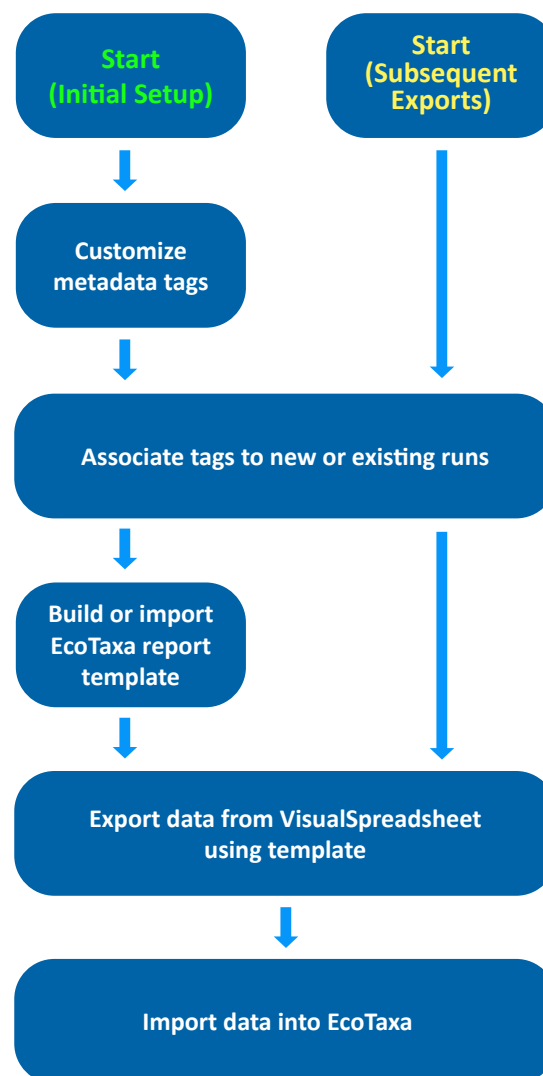 Start
(Initial Setup)
Start
(Subsequent
Exports)
Customize
metadada tags
Associate tags to new or existing runs
Build or import
EcoTaxa report
template
Export data from VisualSpreadsheet
using template
Import data into EcoTaxa